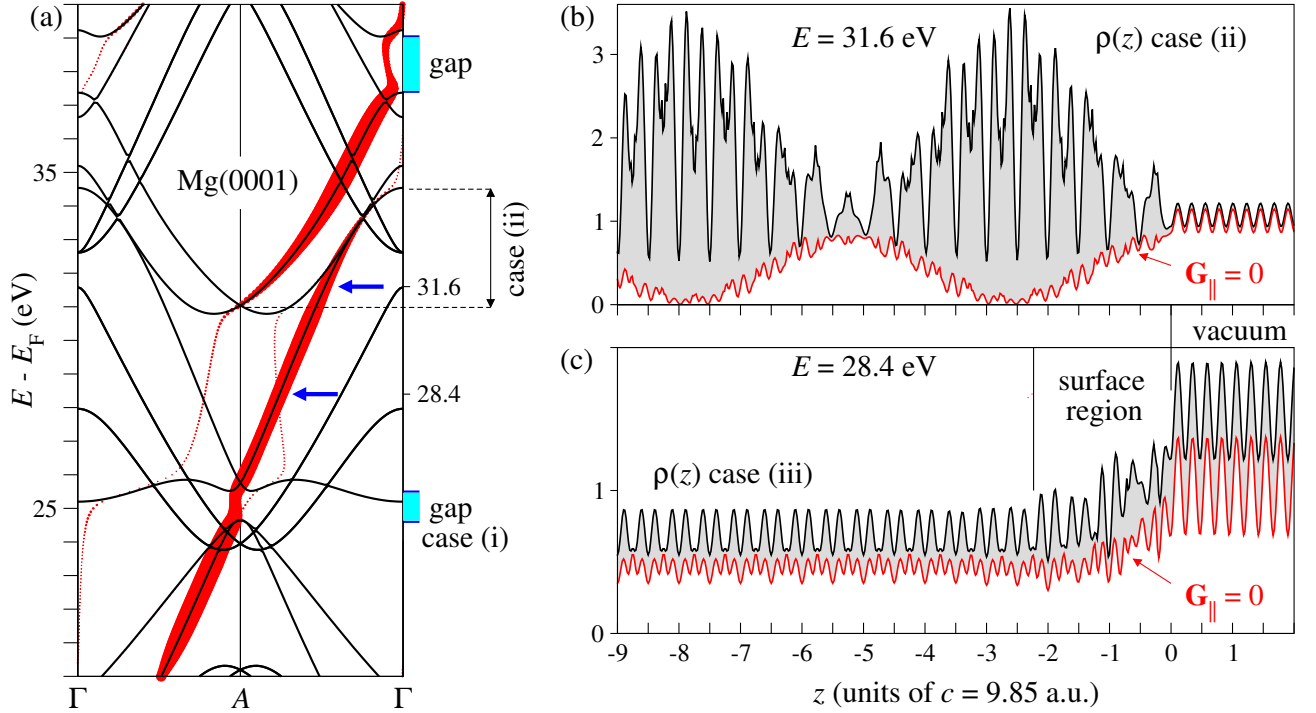 (a)
gap
Mg(0001)
35
case (ii)
31.6
E - E_F (eV)
28.4
25
gap
case (i)
Γ
A
Γ
(b)
E = 31.6 eV
ρ(z) case (ii)
3
2
1
0
G_|| = 0
vacuum
(c)
E = 28.4 eV
surface
region
ρ(z) case (iii)
1
0
G_|| = 0
-9 -8 -7 -6 -5 -4 -3 -2 -1 0 1
z (units of c = 9.85 a.u.)